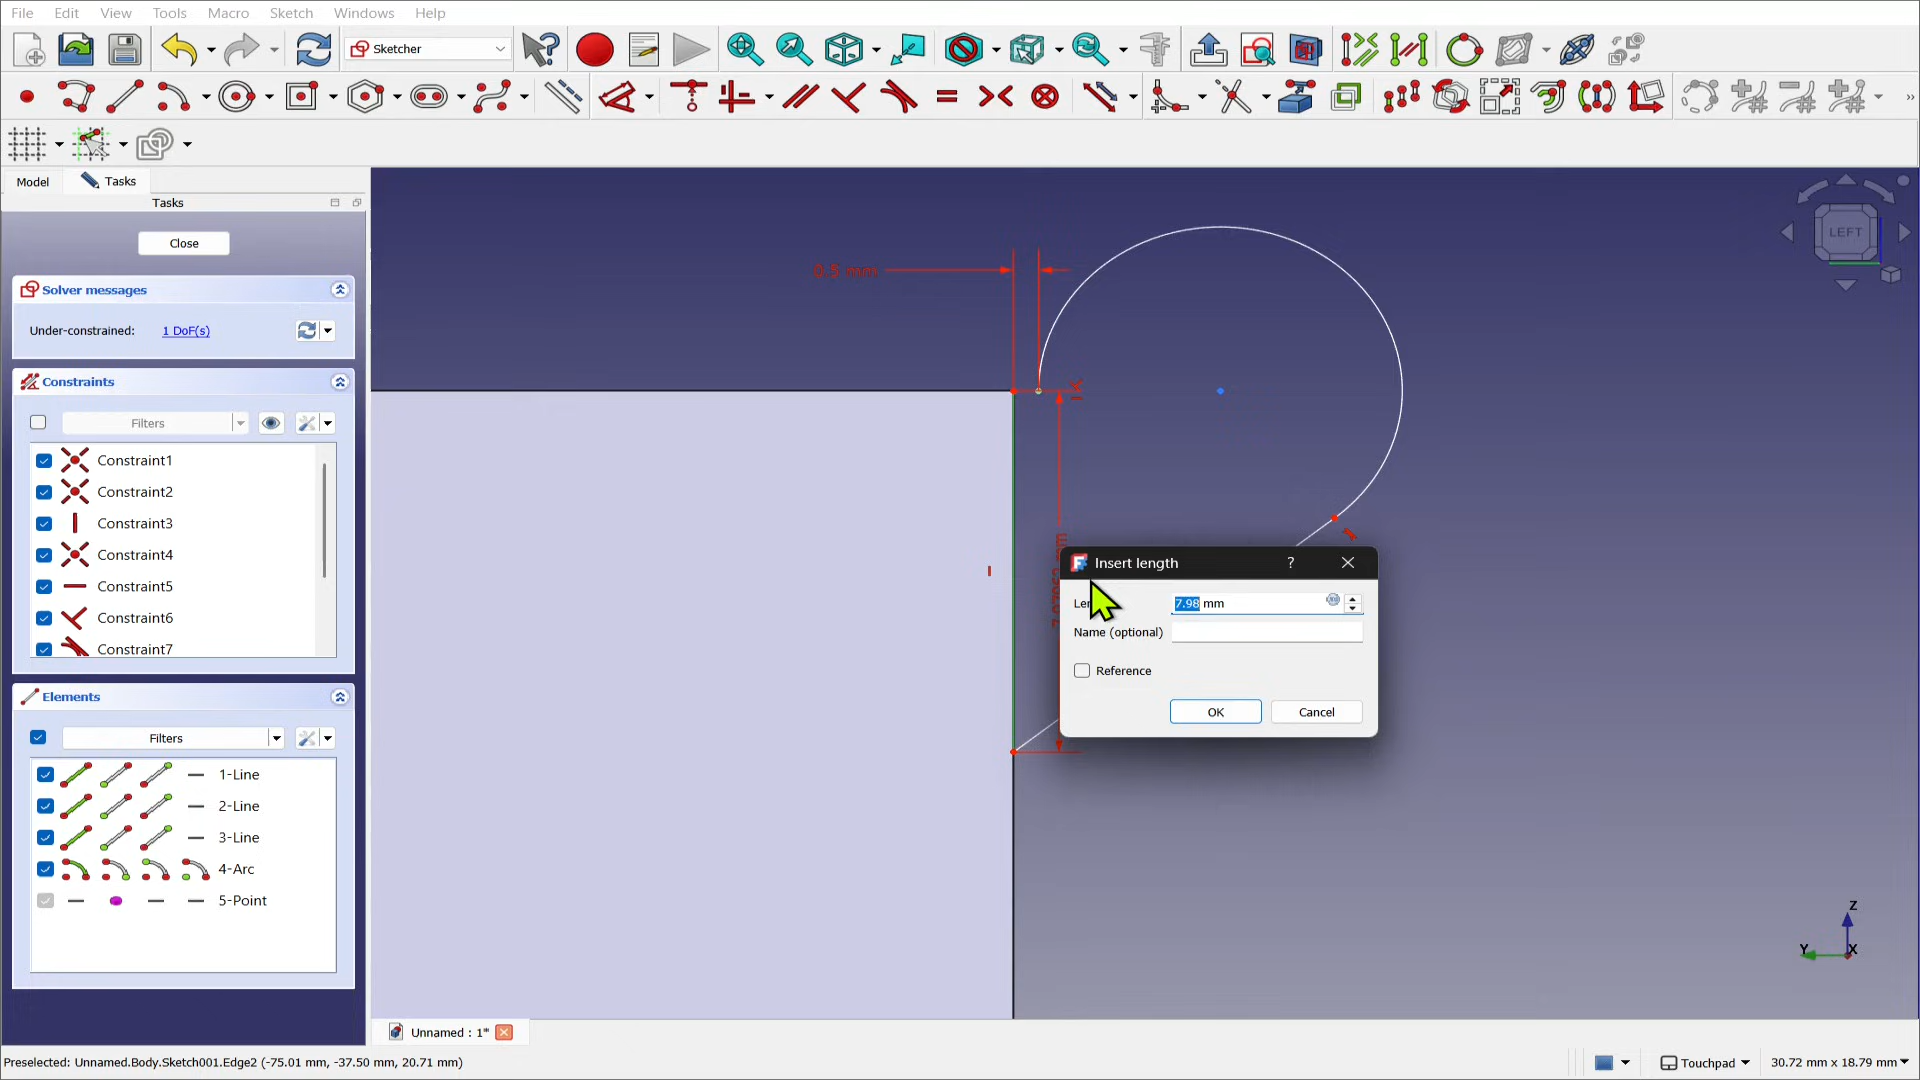 File Edit View Tools Macro Sketch Windows Help
Sketcher
Model Tasks
Tasks
Close
Solver messages
Under-constrained: 1 DoF(s)
Constraints
Filters
Constraint1
Constraint2
Constraint3
Constraint4
Constraint5
Constraint6
Constraint7
Elements
Filters
1-Line
2-Line
3-Line
4-Arc
5-Point
0.5 mm
LEFT
Insert length ?
7.98 mm
Name (optional)
Reference
OK Cancel
Z
Y X
Unnamed : 1*
Preselected: Unnamed.Body.Sketch001.Edge2 (-75.01 mm, -37.50 mm, 20.71 mm)
Touchpad 30.72 mm x 18.79 mm